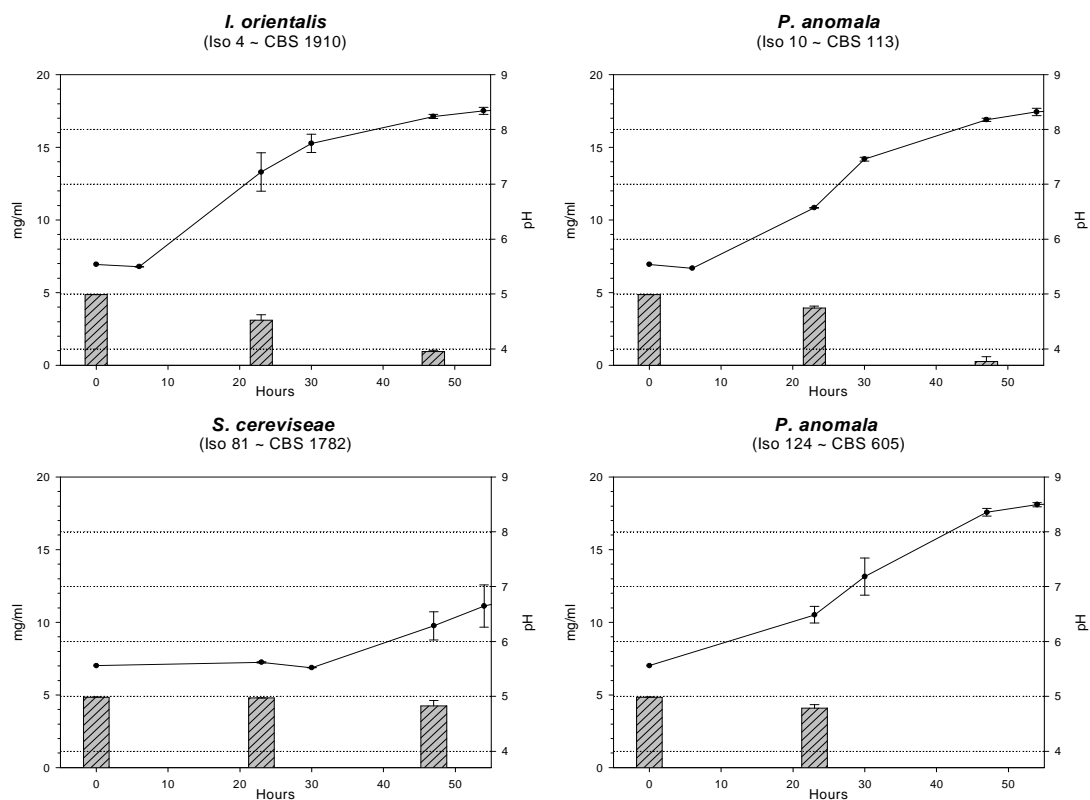 I. orientalis
(Iso 4 ~ CBS 1910)
20
15
10
5
0
mg/ml
9
8
7
6
5
4
pH
0 10 20 30 40 50
Hours
P. anomala
(Iso 10 ~ CBS 113)
20
15
10
5
0
mg/ml
9
8
7
6
5
4
pH
0 10 20 30 40 50
Hours
S. cereviseae
(Iso 81 ~ CBS 1782)
20
15
10
5
0
mg/ml
9
8
7
6
5
4
pH
0 10 20 30 40 50
Hours
P. anomala
(Iso 124 ~ CBS 605)
20
15
10
5
0
mg/ml
9
8
7
6
5
4
pH
0 10 20 30 40 50
Hours